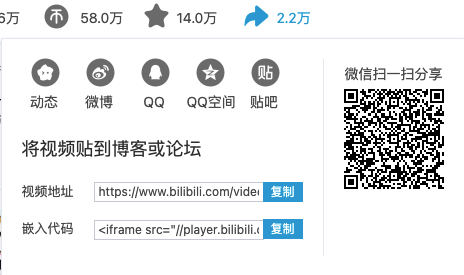 6万 58.0万 14.0万 2.2万
贴
动态 微博 QQ QQ空间 贴吧
微信扫一扫分享
将视频贴到博客或论坛
视频地址 https://www.bilibili.com/vide 复制
嵌入代码 <iframe src="//player.bilibili.c 复制